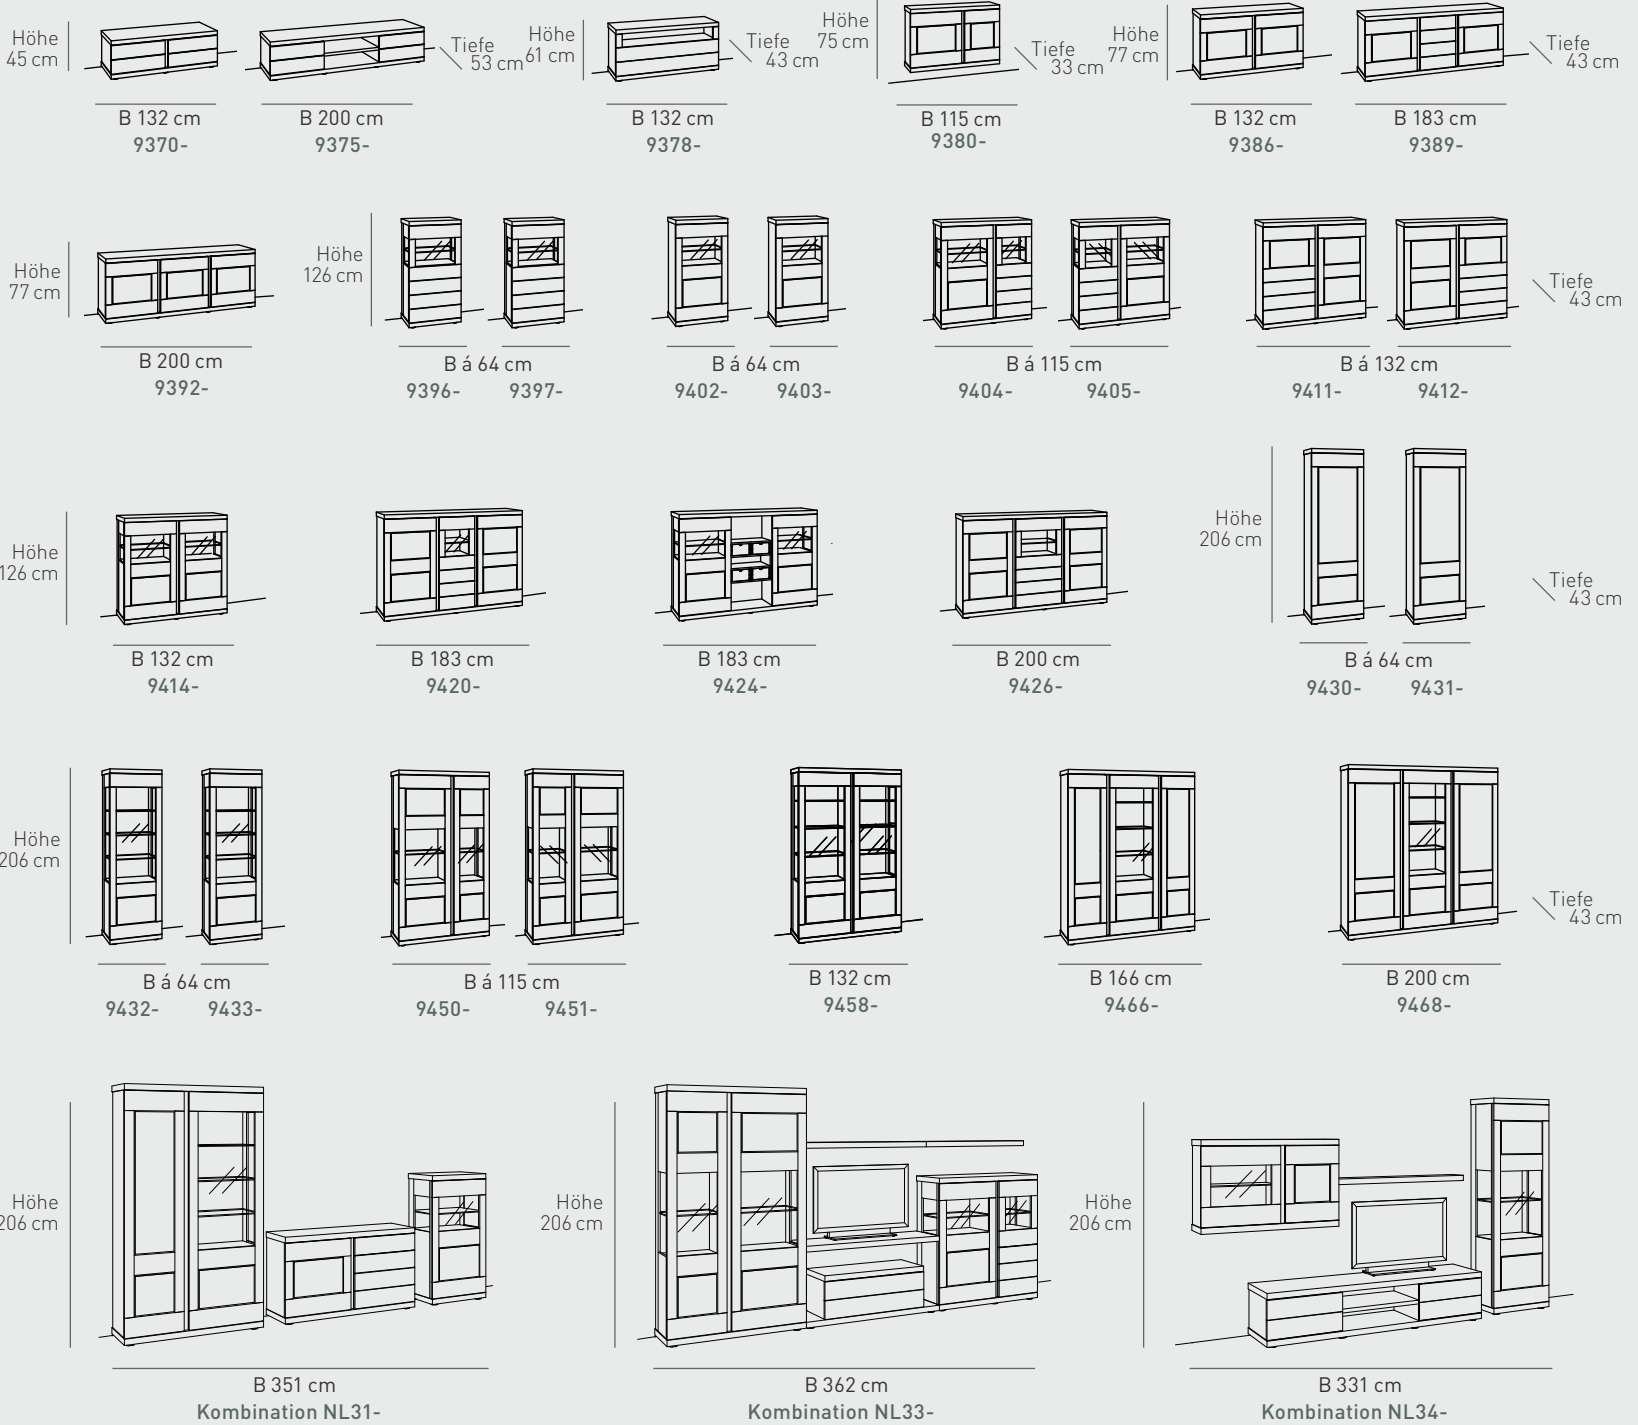 Höhe
45 cm
Tiefe
53 cm
Höhe
61 cm
Tiefe
43 cm
Höhe
75 cm
Tiefe
33 cm
Höhe
77 cm
Tiefe
43 cm
B 132 cm
9370-
B 200 cm
9375-
B 132 cm
9378-
B 115 cm
9380-
B 132 cm
9386-
B 183 cm
9389-
Höhe
77 cm
Höhe
126 cm
Tiefe
43 cm
B 200 cm
9392-
B á 64 cm
9396- 9397-
B á 64 cm
9402- 9403-
B á 115 cm
9404- 9405-
B á 132 cm
9411- 9412-
Höhe
126 cm
Höhe
206 cm
Tiefe
43 cm
B 132 cm
9414-
B 183 cm
9420-
B 183 cm
9424-
B 200 cm
9426-
B á 64 cm
9430- 9431-
Höhe
206 cm
Tiefe
43 cm
B á 64 cm
9432- 9433-
B á 115 cm
9450- 9451-
B 132 cm
9458-
B 166 cm
9466-
B 200 cm
9468-
Höhe
206 cm
Höhe
206 cm
Höhe
206 cm
B 351 cm
Kombination NL31-
B 362 cm
Kombination NL33-
B 331 cm
Kombination NL34-